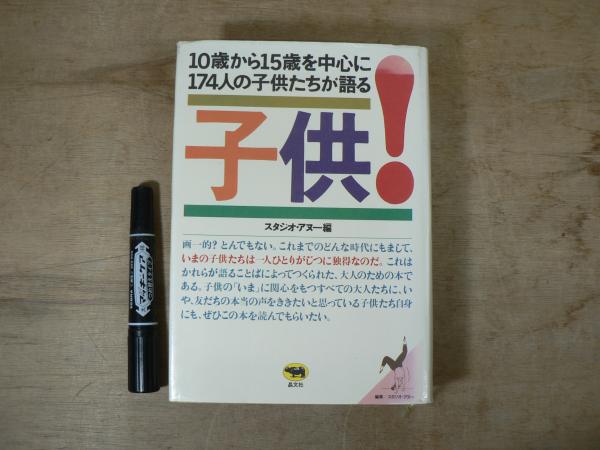 10歳から15歳を中心に
174人の子供たちが語る
子供!
スタジオ・アヌー編
画一的?とんでもない。これまでのどんな時代にもまして、
いまの子供たちは一人ひとりがじつに独得なのだ。これは
かれらが語ることばによってつくられた、大人のための本で
ある。子供の「いま」に関心をもつすべての大人たちに、い
や、友だちの本当の声をききたいと思っている子供たち自身
にも、ぜひこの本を読んでもらいたい。
晶文社
編集/スタジオ・アヌー